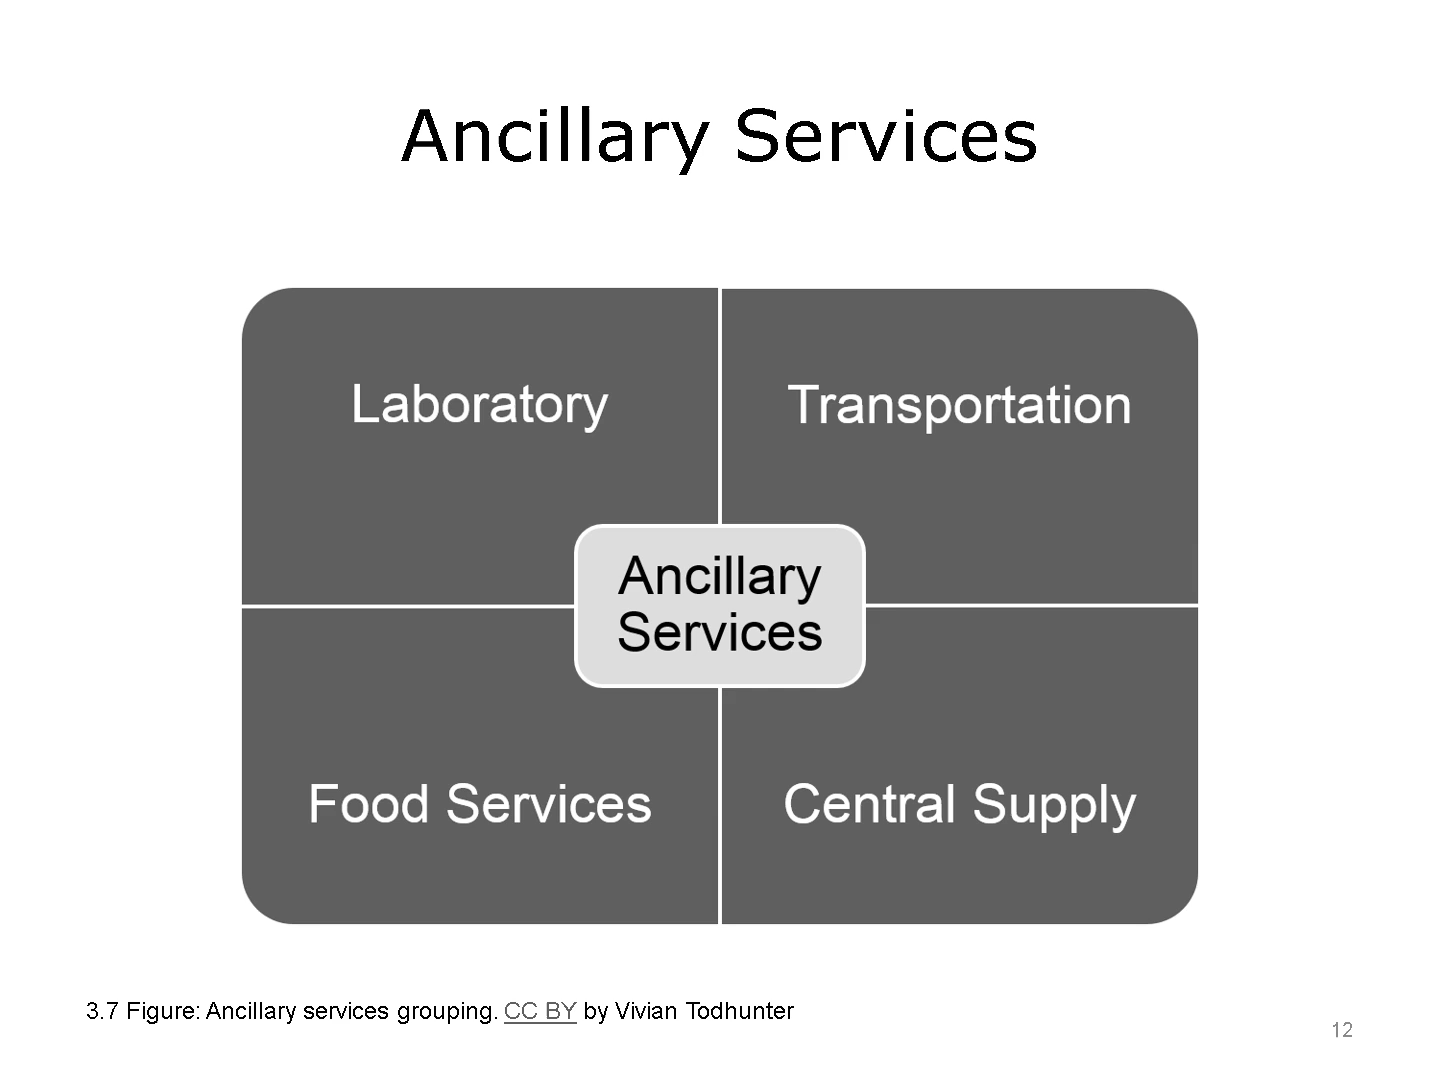 Ancillary Services
Laboratory
Transportation
Ancillary
Services
Food Services
Central Supply
3.7 Figure: Ancillary services grouping. CC BY by Vivian Todhunter
12